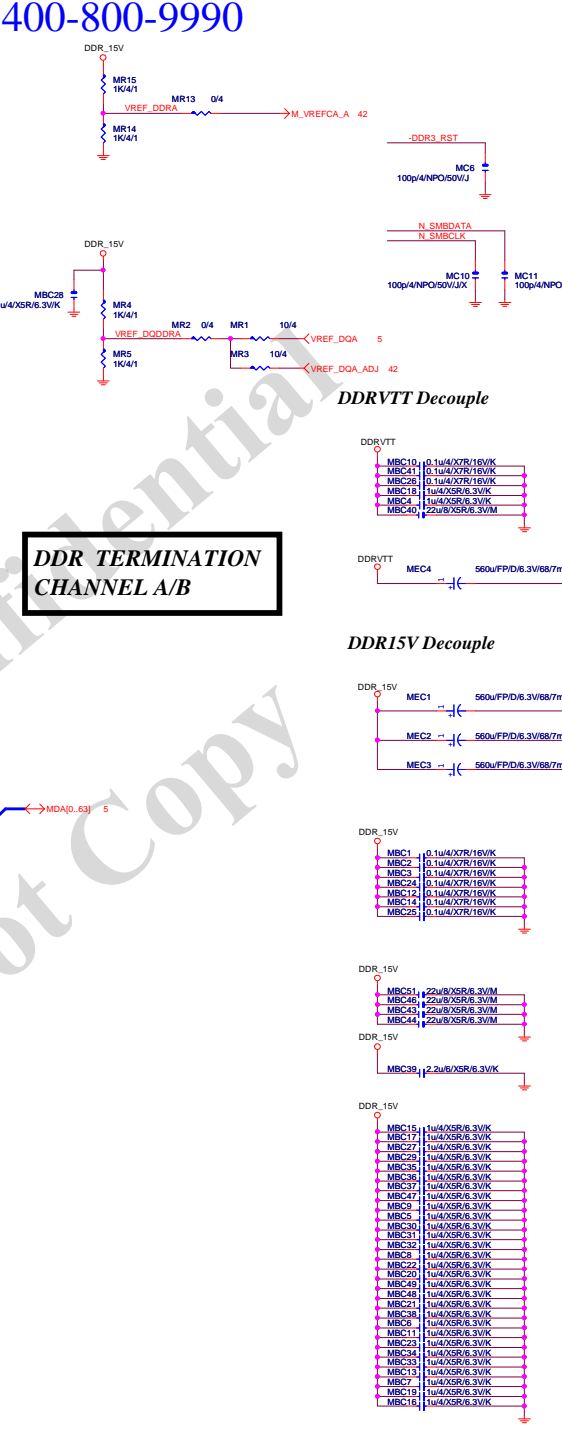 400-800-9990
DDR_15V
MR15
1K/4/1
MR13 0/4
VREF_DDRA
M_VREFCA_A 42
MR14
1K/4/1
-DDR3_RST
MC6
100p/4/NPO/50V/J
N_SMBDATA
N_SMBCLK
MC10
100p/4/NPO/50V/J/X
MC11
100p/4/NPO
DDR_15V
MBC28
u/4/X5R/6.3V/K
MR4
1K/4/1
VREF_DQDDRA
MR2 0/4
MR1 10/4
VREF_DQA 5
MR5
1K/4/1
MR3 10/4
VREF_DQA_ADJ 42
DDRVTT Decouple
DDRVTT
MBC10 0.1u/4/X7R/16V/K
MBC41 0.1u/4/X7R/16V/K
MBC26 0.1u/4/X7R/16V/K
MBC18 1u/4/X5R/6.3V/K
MBC4 1u/4/X5R/6.3V/K
MBC40 22u/8/X5R/6.3V/M
DDR TERMINATION
CHANNEL A/B
DDRVTT
MEC4 1 + 560u/FP/D/6.3V/68/7m
DDR15V Decouple
DDR_15V
MEC1 1 + 560u/FP/D/6.3V/68/7m
MEC2 1 + 560u/FP/D/6.3V/68/7m
MEC3 1 + 560u/FP/D/6.3V/68/7m
MDA[0..63] 5
DDR_15V
MBC1 0.1u/4/X7R/16V/K
MBC2 0.1u/4/X7R/16V/K
MBC3 0.1u/4/X7R/16V/K
MBC24 0.1u/4/X7R/16V/K
MBC12 0.1u/4/X7R/16V/K
MBC14 0.1u/4/X7R/16V/K
MBC25 0.1u/4/X7R/16V/K
DDR_15V
MBC51 22u/8/X5R/6.3V/M
MBC46 22u/8/X5R/6.3V/M
MBC43 22u/8/X5R/6.3V/M
MBC44 22u/8/X5R/6.3V/M
DDR_15V
MBC39 2.2u/6/X5R/6.3V/K
DDR_15V
MBC15 1u/4/X5R/6.3V/K
MBC17 1u/4/X5R/6.3V/K
MBC27 1u/4/X5R/6.3V/K
MBC29 1u/4/X5R/6.3V/K
MBC35 1u/4/X5R/6.3V/K
MBC36 1u/4/X5R/6.3V/K
MBC37 1u/4/X5R/6.3V/K
MBC47 1u/4/X5R/6.3V/K
MBC9 1u/4/X5R/6.3V/K
MBC5 1u/4/X5R/6.3V/K
MBC30 1u/4/X5R/6.3V/K
MBC31 1u/4/X5R/6.3V/K
MBC32 1u/4/X5R/6.3V/K
MBC8 1u/4/X5R/6.3V/K
MBC22 1u/4/X5R/6.3V/K
MBC20 1u/4/X5R/6.3V/K
MBC49 1u/4/X5R/6.3V/K
MBC48 1u/4/X5R/6.3V/K
MBC21 1u/4/X5R/6.3V/K
MBC38 1u/4/X5R/6.3V/K
MBC6 1u/4/X5R/6.3V/K
MBC11 1u/4/X5R/6.3V/K
MBC23 1u/4/X5R/6.3V/K
MBC34 1u/4/X5R/6.3V/K
MBC33 1u/4/X5R/6.3V/K
MBC13 1u/4/X5R/6.3V/K
MBC7 1u/4/X5R/6.3V/K
MBC19 1u/4/X5R/6.3V/K
MBC16 1u/4/X5R/6.3V/K
fidential
ot Copy